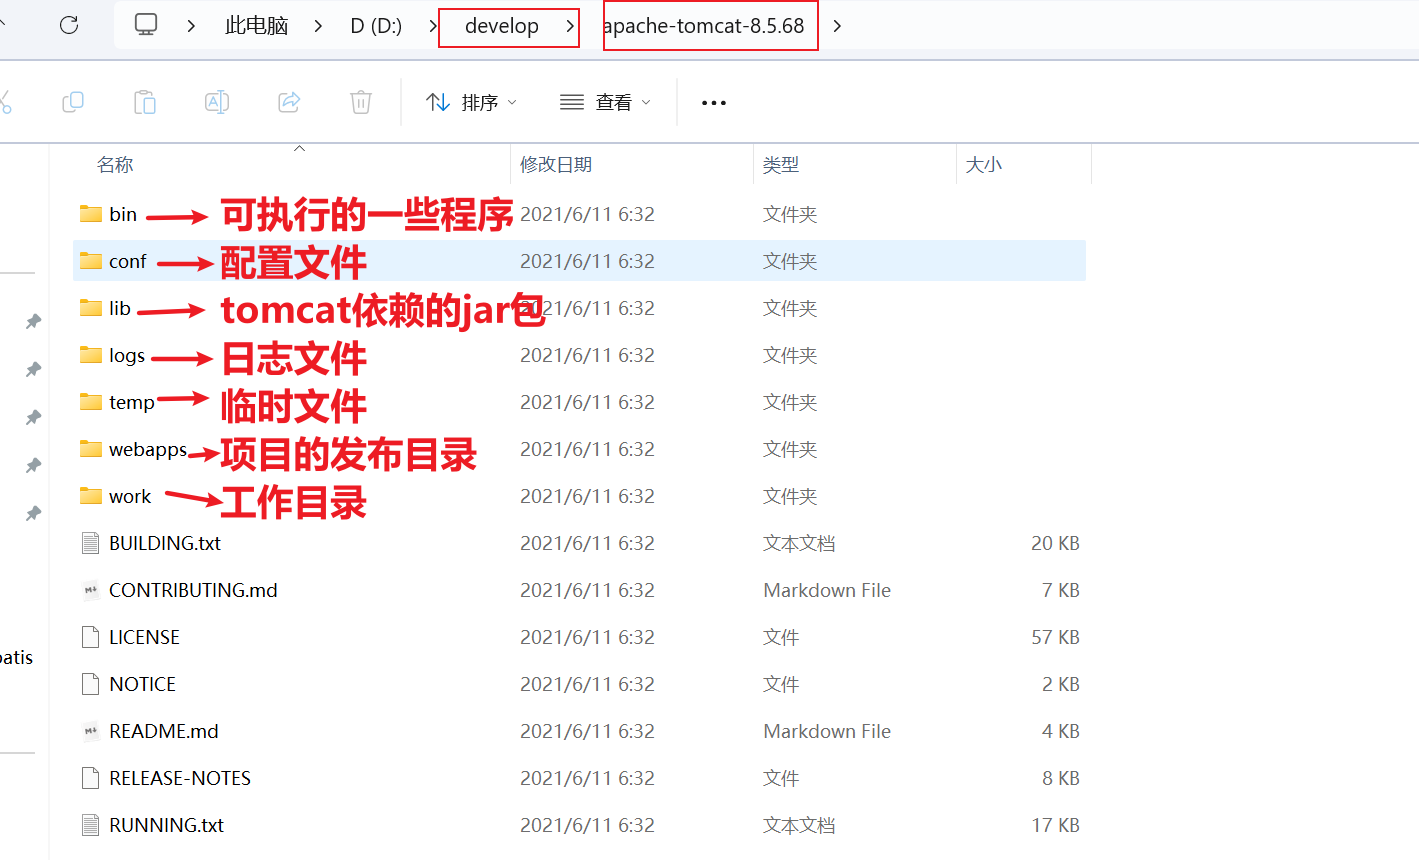 此电脑 D (D:) develop apache-tomcat-8.5.68
排序 查看
名称 修改日期 类型 大小
bin 可执行的一些程序 2021/6/11 6:32 文件夹
conf 配置文件 2021/6/11 6:32 文件夹
lib tomcat依赖的jar包 2021/6/11 6:32 文件夹
logs 日志文件 2021/6/11 6:32 文件夹
temp 临时文件 2021/6/11 6:32 文件夹
webapps 项目的发布目录 2021/6/11 6:32 文件夹
work 工作目录 2021/6/11 6:32 文件夹
BUILDING.txt 2021/6/11 6:32 文本文档 20 KB
CONTRIBUTING.md 2021/6/11 6:32 Markdown File 7 KB
LICENSE 2021/6/11 6:32 文件 57 KB
patis
NOTICE 2021/6/11 6:32 文件 2 KB
README.md 2021/6/11 6:32 Markdown File 4 KB
RELEASE-NOTES 2021/6/11 6:32 文件 8 KB
RUNNING.txt 2021/6/11 6:32 文本文档 17 KB